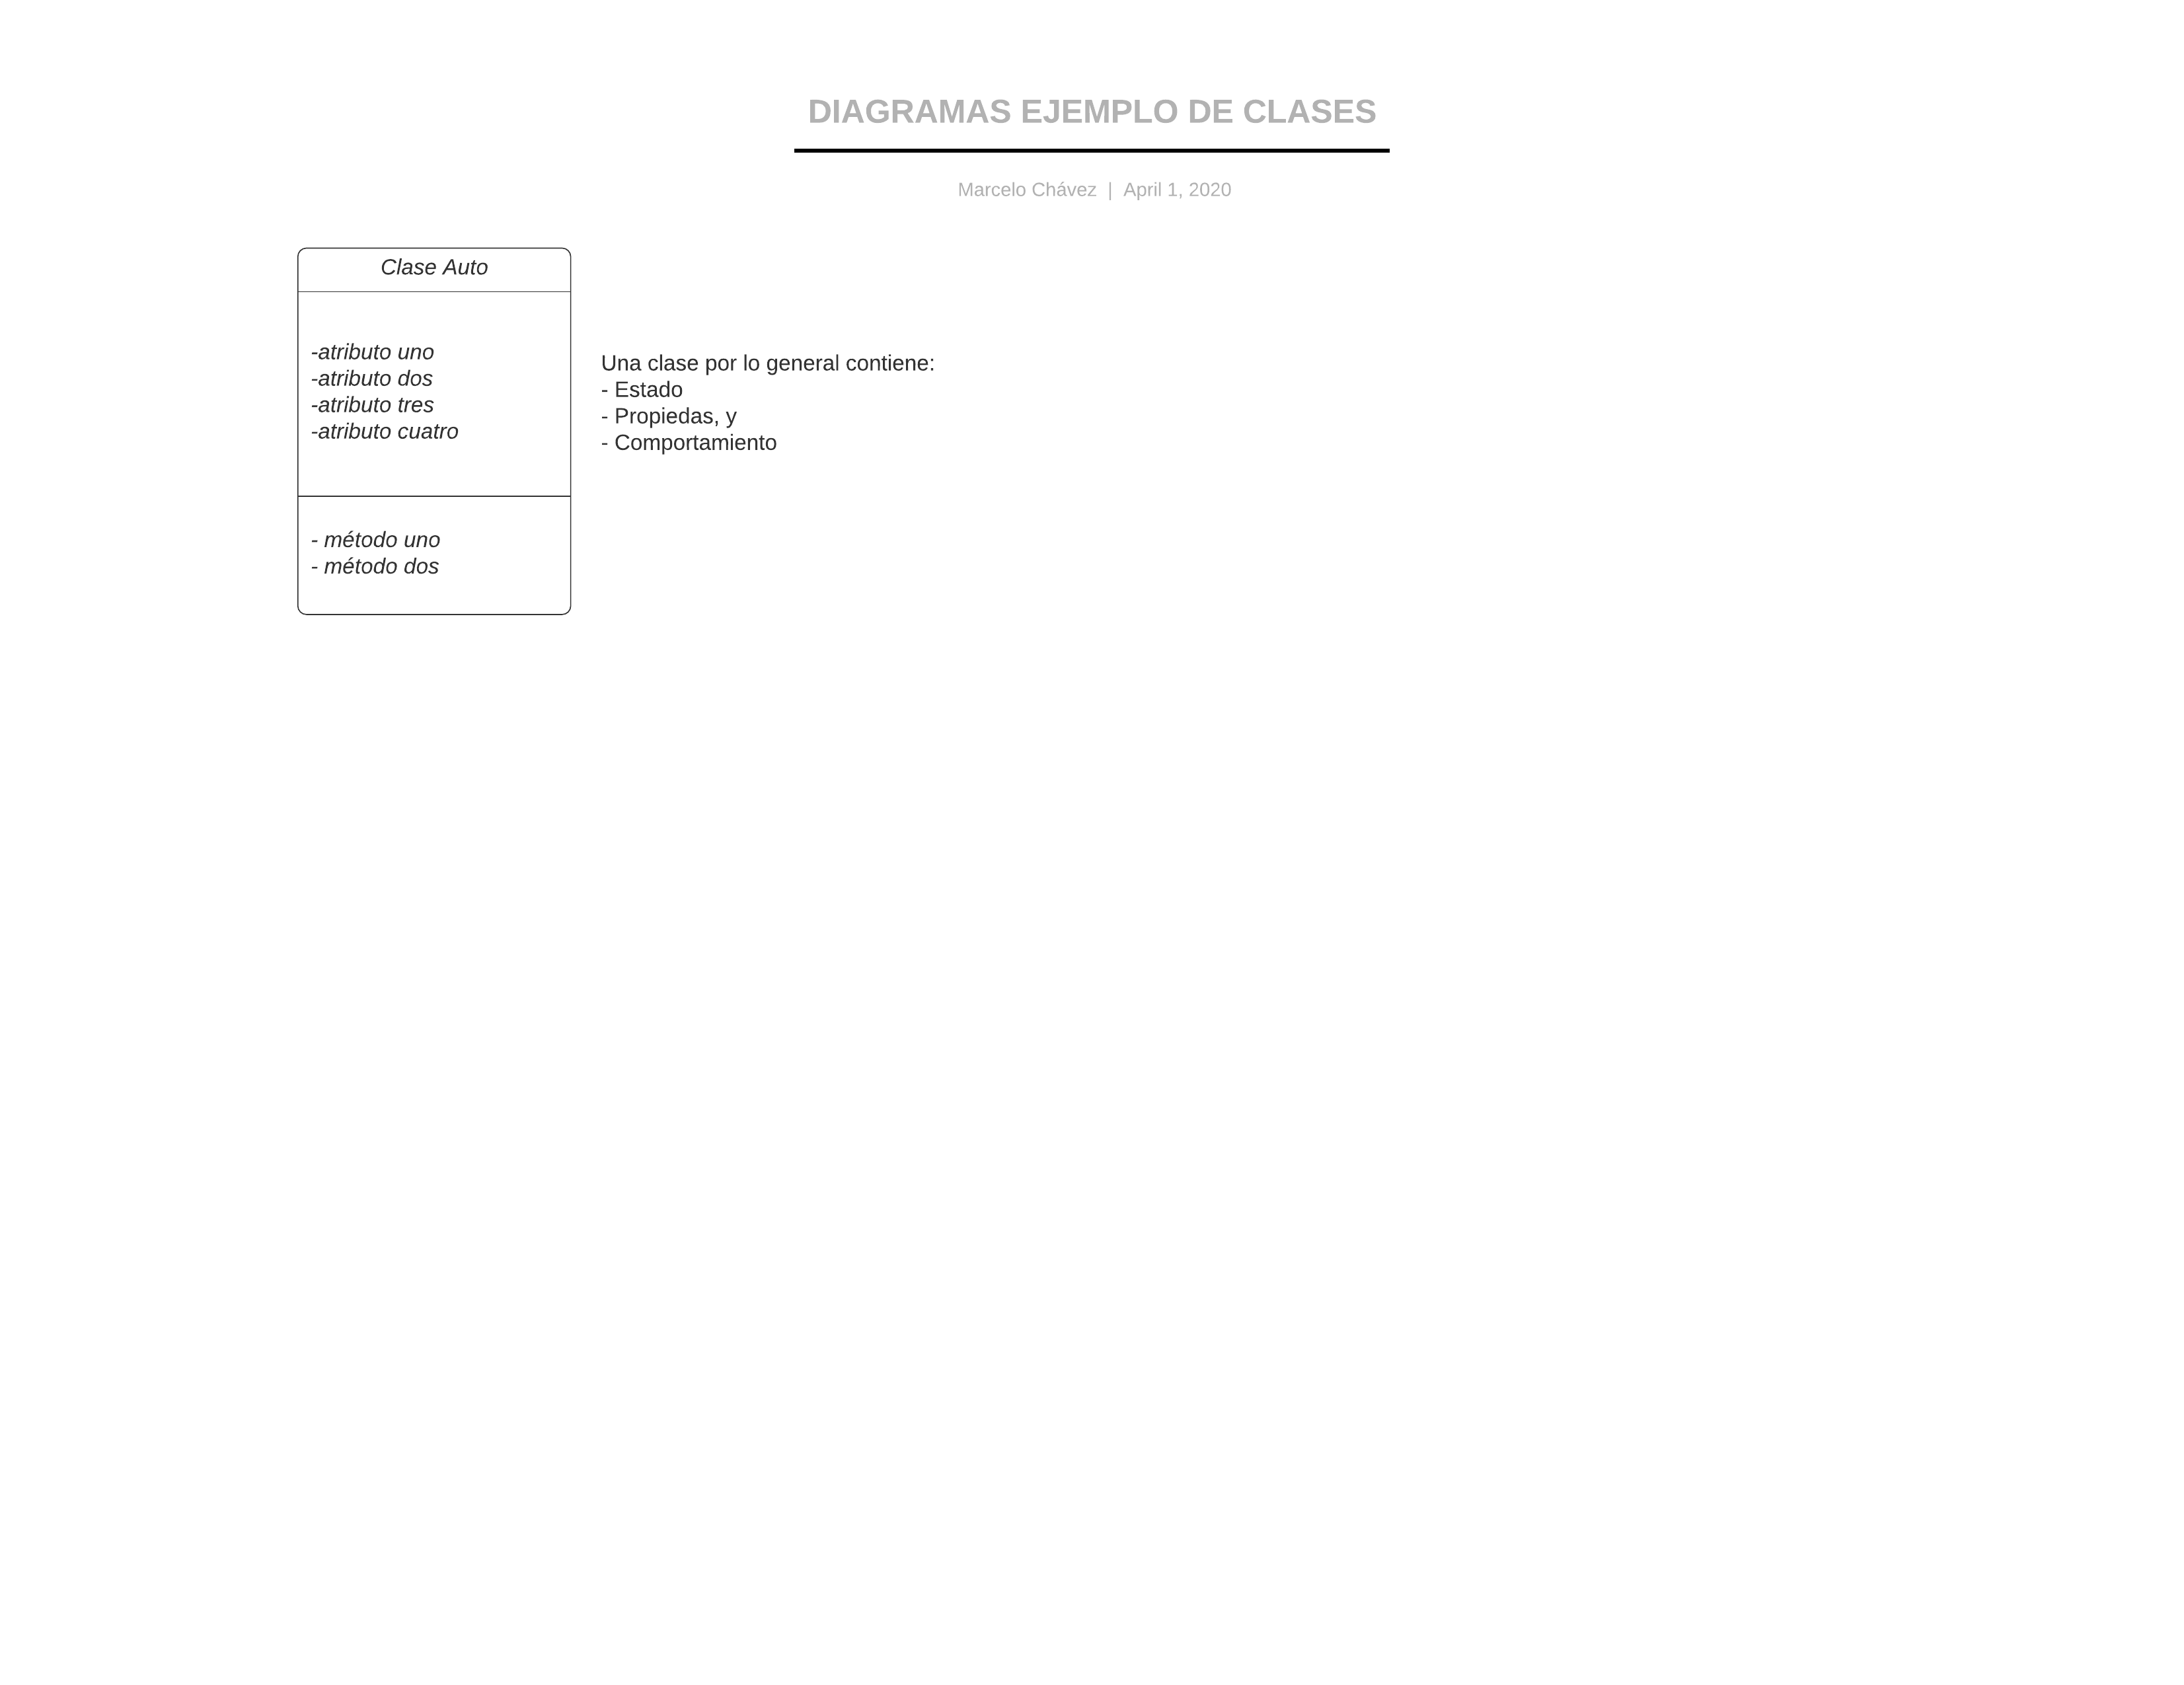 DIAGRAMAS EJEMPLO DE CLASES
Marcelo Chávez | April 1, 2020
Clase Auto
-atributo uno
-atributo dos
-atributo tres
-atributo cuatro
- método uno
- método dos
Una clase por lo general contiene:
- Estado
- Propiedas, y
- Comportamiento